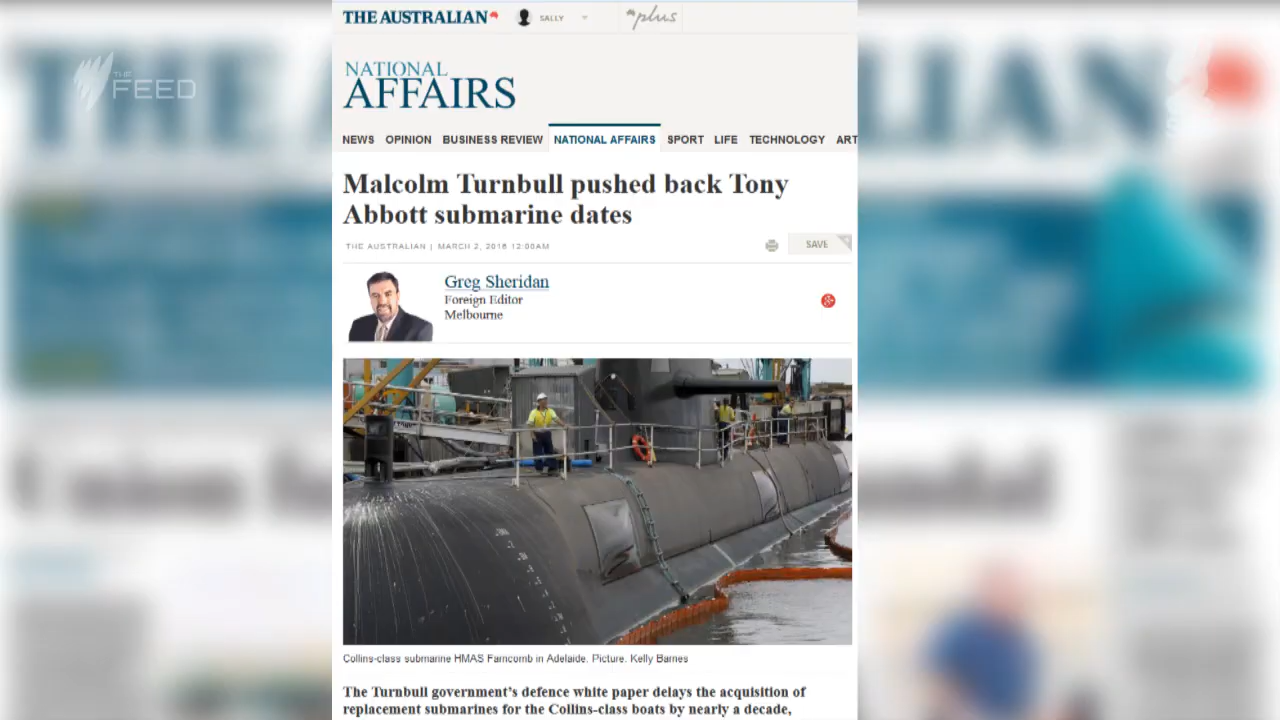 THE AUSTRALIAN
SALLY
plus
THE FEED
NATIONAL
AFFAIRS
NEWS OPINION BUSINESS REVIEW NATIONAL AFFAIRS SPORT LIFE TECHNOLOGY ART
Malcolm Turnbull pushed back Tony
Abbott submarine dates
THE AUSTRALIAN | MARCH 2, 2016 12:00AM
SAVE
Greg Sheridan
Foreign Editor
Melbourne
Collins-class submarine HMAS Farncomb in Adelaide. Picture. Kelly Barnes
The Turnbull government's defence white paper delays the acquisition of
replacement submarines for the Collins-class boats by nearly a decade,